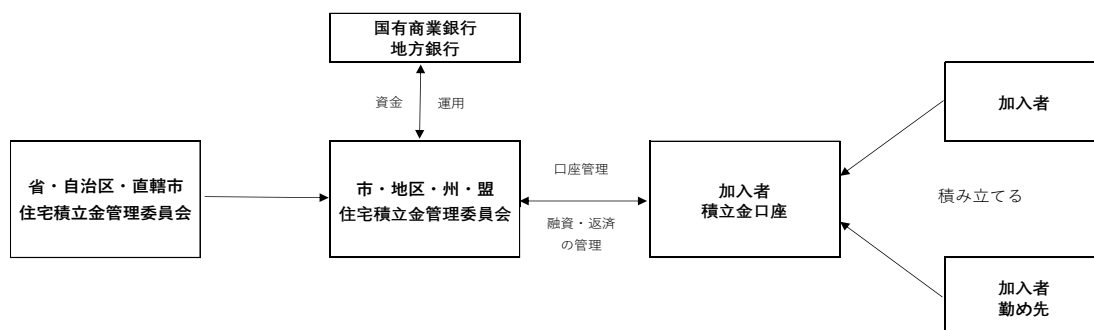 国有商業銀行
地方銀行
資金 運用
省・自治区・直轄市
住宅積立金管理委員会
市・地区・州・盟
住宅積立金管理委員会
口座管理
融資・返済
の管理
加入者
積立金口座
加入者
積み立てる
加入者
勤め先